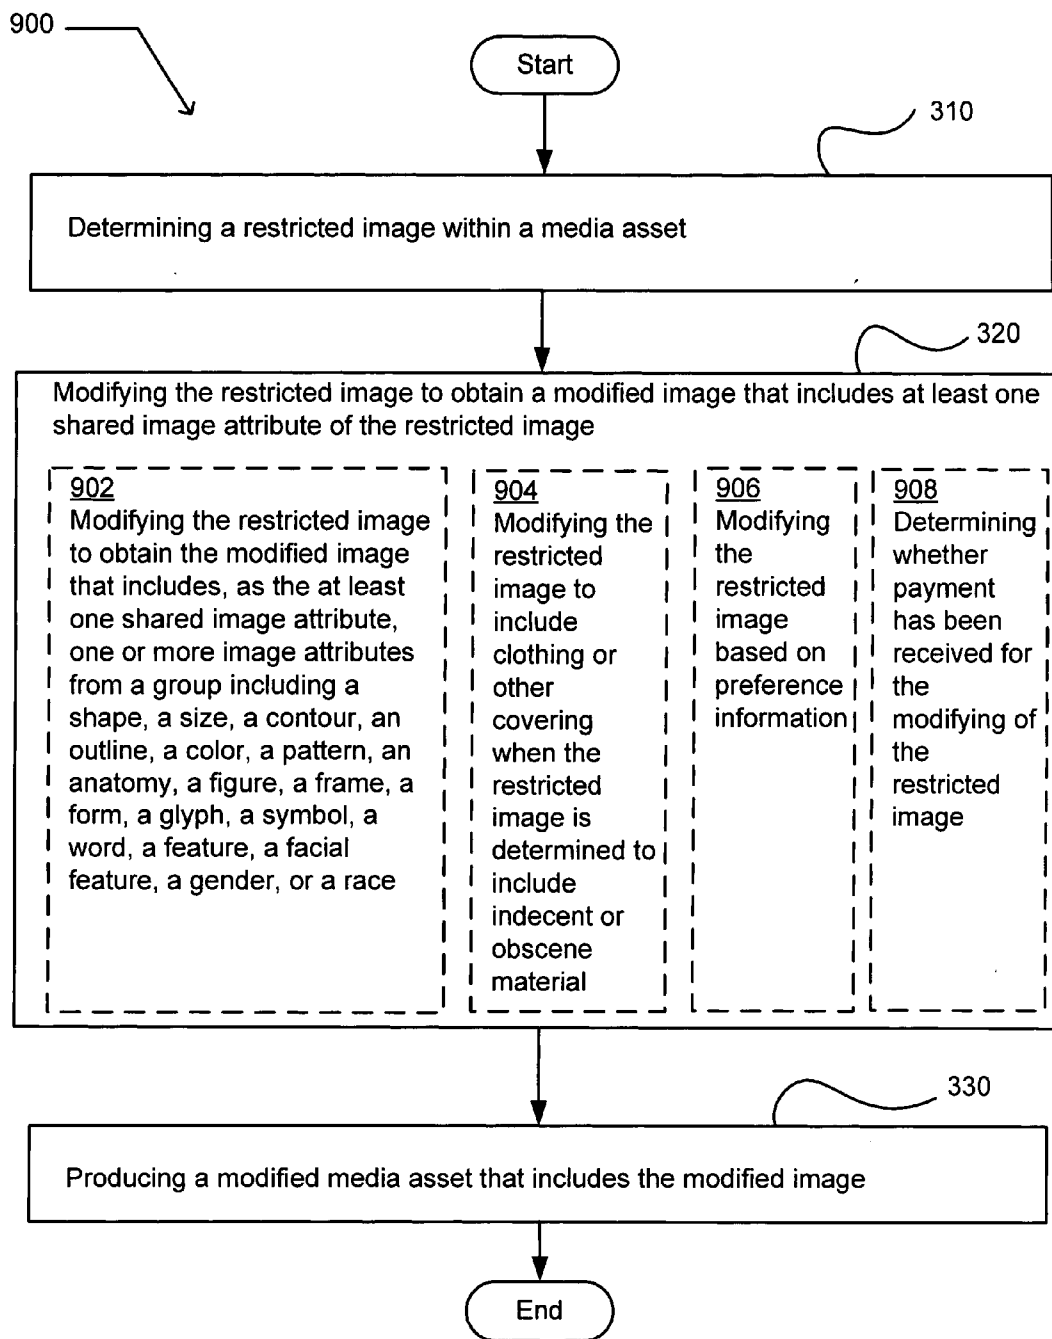 900
Start
310
Determining a restricted image within a media asset
320
Modifying the restricted image to obtain a modified image that includes at least one
shared image attribute of the restricted image
902
Modifying the restricted image
to obtain the modified image
that includes, as the at least
one shared image attribute,
one or more image attributes
from a group including a
shape, a size, a contour, an
outline, a color, a pattern, an
anatomy, a figure, a frame, a
form, a glyph, a symbol, a
word, a feature, a facial
feature, a gender, or a race
904
Modifying the
restricted
image to
include
clothing or
other
covering
when the
restricted
image is
determined to
include
indecent or
obscene
material
906
Modifying
the
restricted
image
based on
preference
information
908
Determining
whether
payment
has been
received for
the
modifying of
the
restricted
image
330
Producing a modified media asset that includes the modified image
End